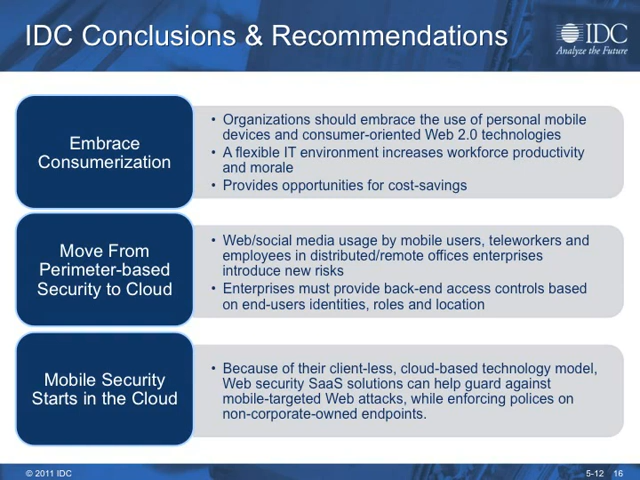 IDC Conclusions & Recommendations
IDC
Analyze the Future
Embrace
Consumerization
• Organizations should embrace the use of personal mobile
devices and consumer-oriented Web 2.0 technologies
• A flexible IT environment increases workforce productivity
and morale
• Provides opportunities for cost-savings
Move From
Perimeter-based
Security to Cloud
• Web/social media usage by mobile users, teleworkers and
employees in distributed/remote offices enterprises
introduce new risks
• Enterprises must provide back-end access controls based
on end-users identities, roles and location
Mobile Security
Starts in the Cloud
• Because of their client-less, cloud-based technology model,
Web security SaaS solutions can help guard against
mobile-targeted Web attacks, while enforcing polices on
non-corporate-owned endpoints.
© 2011 IDC
5-12 16